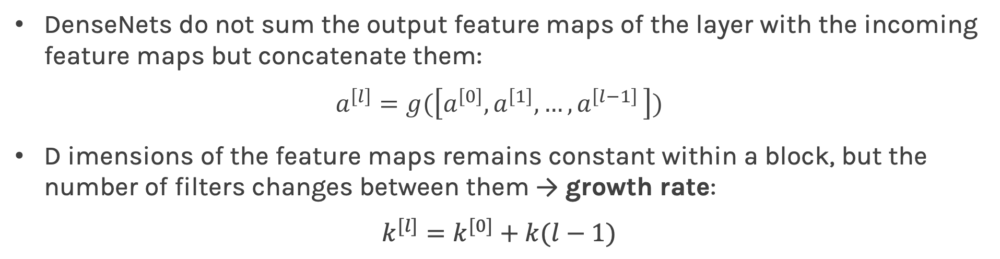 • DenseNets do not sum the output feature maps of the layer with the incoming
feature maps but concatenate them:
a^[l] = g([a^[0], a^[1], ... , a^[l−1] ])
• D imensions of the feature maps remains constant within a block, but the
number of filters changes between them → growth rate:
k^[l] = k^[0] + k(l − 1)